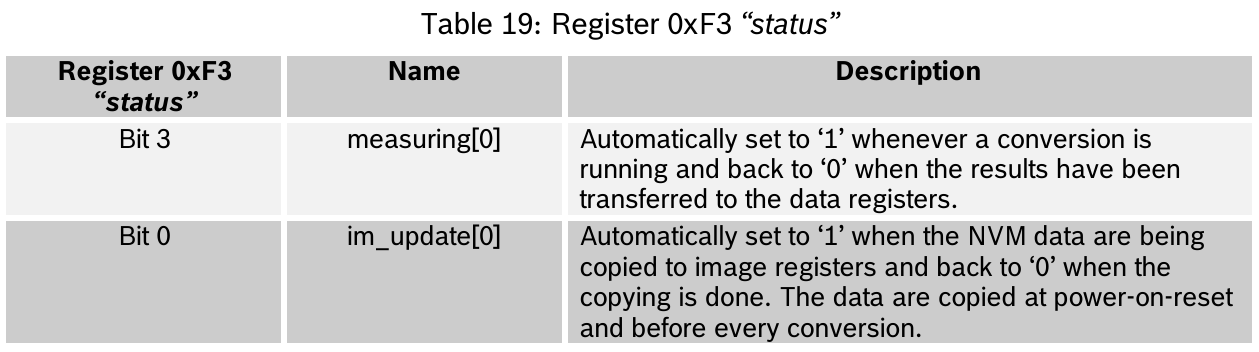 Table 19: Register 0xF3 “status”
Register 0xF3
“status”
Name
Description
Bit 3
measuring[0]
Automatically set to ‘1’ whenever a conversion is
running and back to ‘0’ when the results have been
transferred to the data registers.
Bit 0
im_update[0]
Automatically set to ‘1’ when the NVM data are being
copied to image registers and back to ‘0’ when the
copying is done. The data are copied at power-on-reset
and before every conversion.